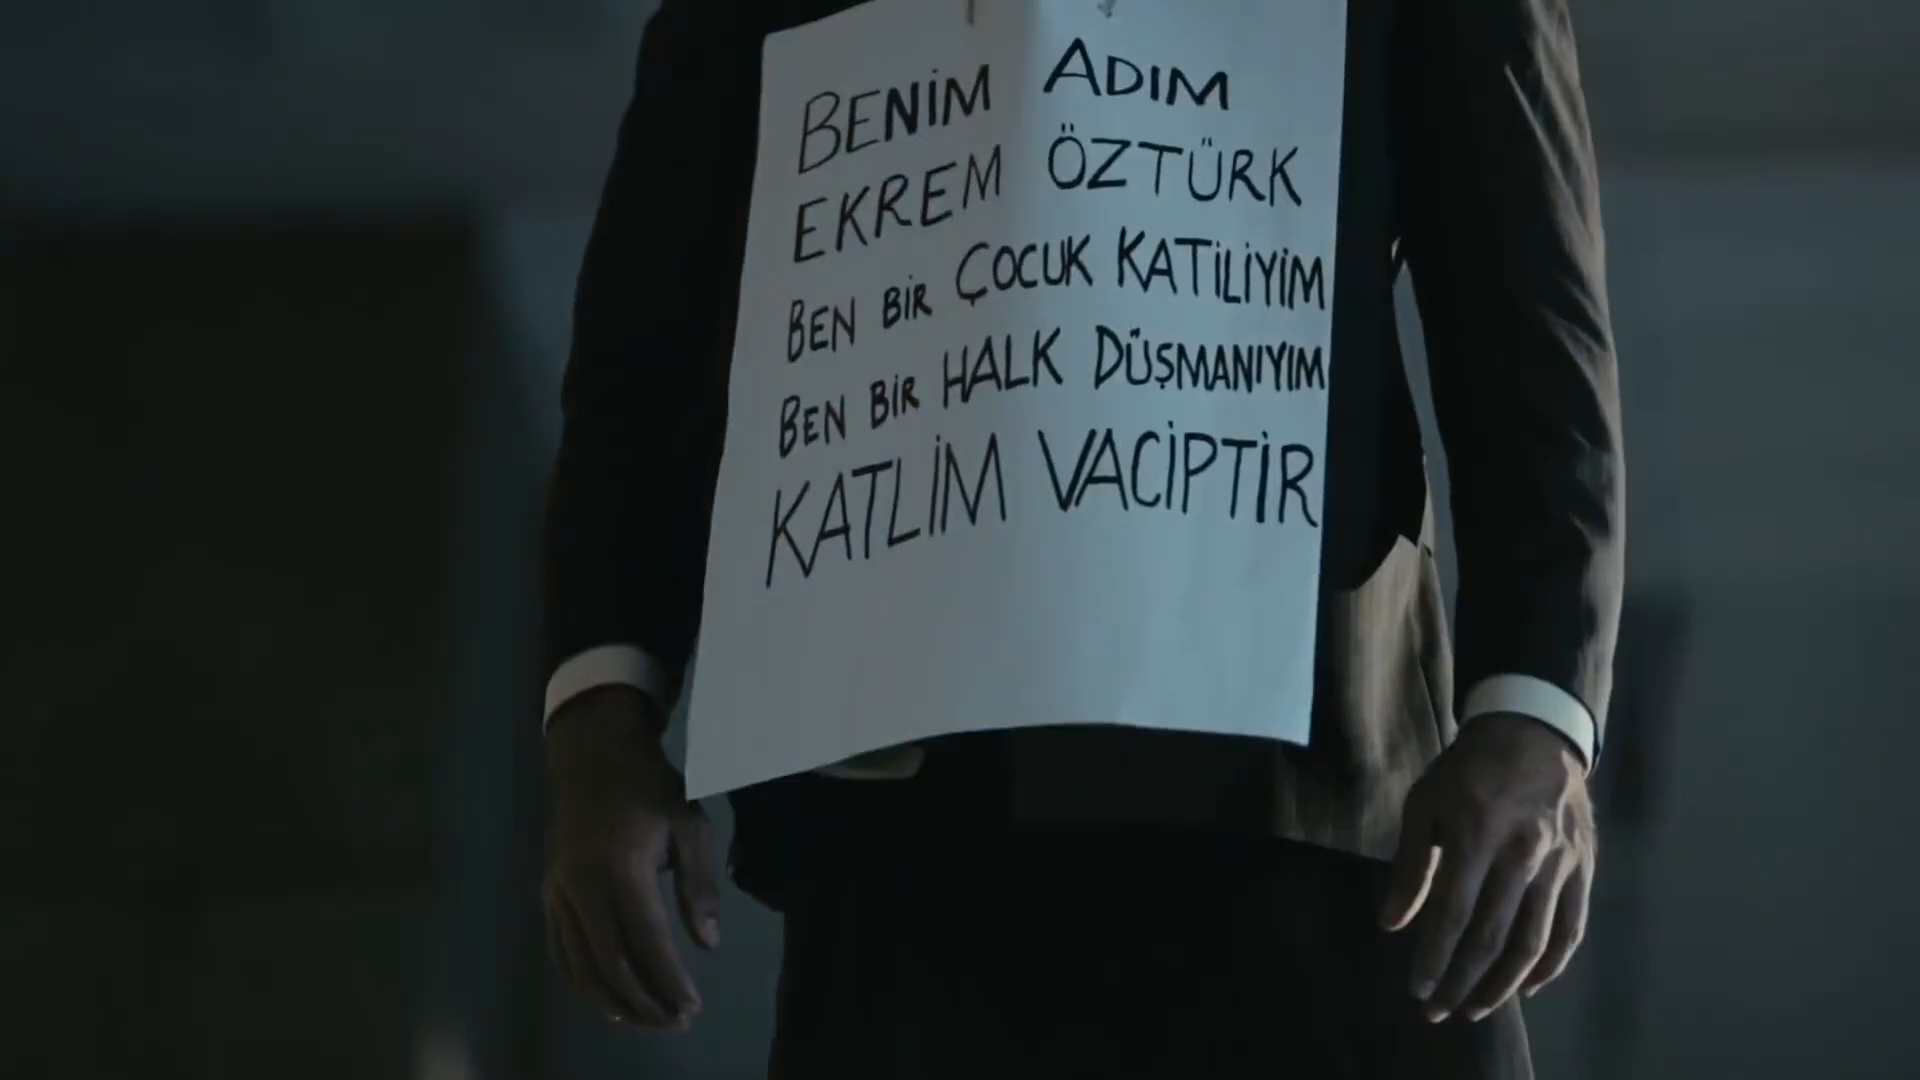 BENİM ADIM
EKREM ÖZTÜRK
BEN BİR ÇOCUK KATİLİYİM
BEN BİR HALK DÜŞMANIYIM
KATLİM VACİPTİR